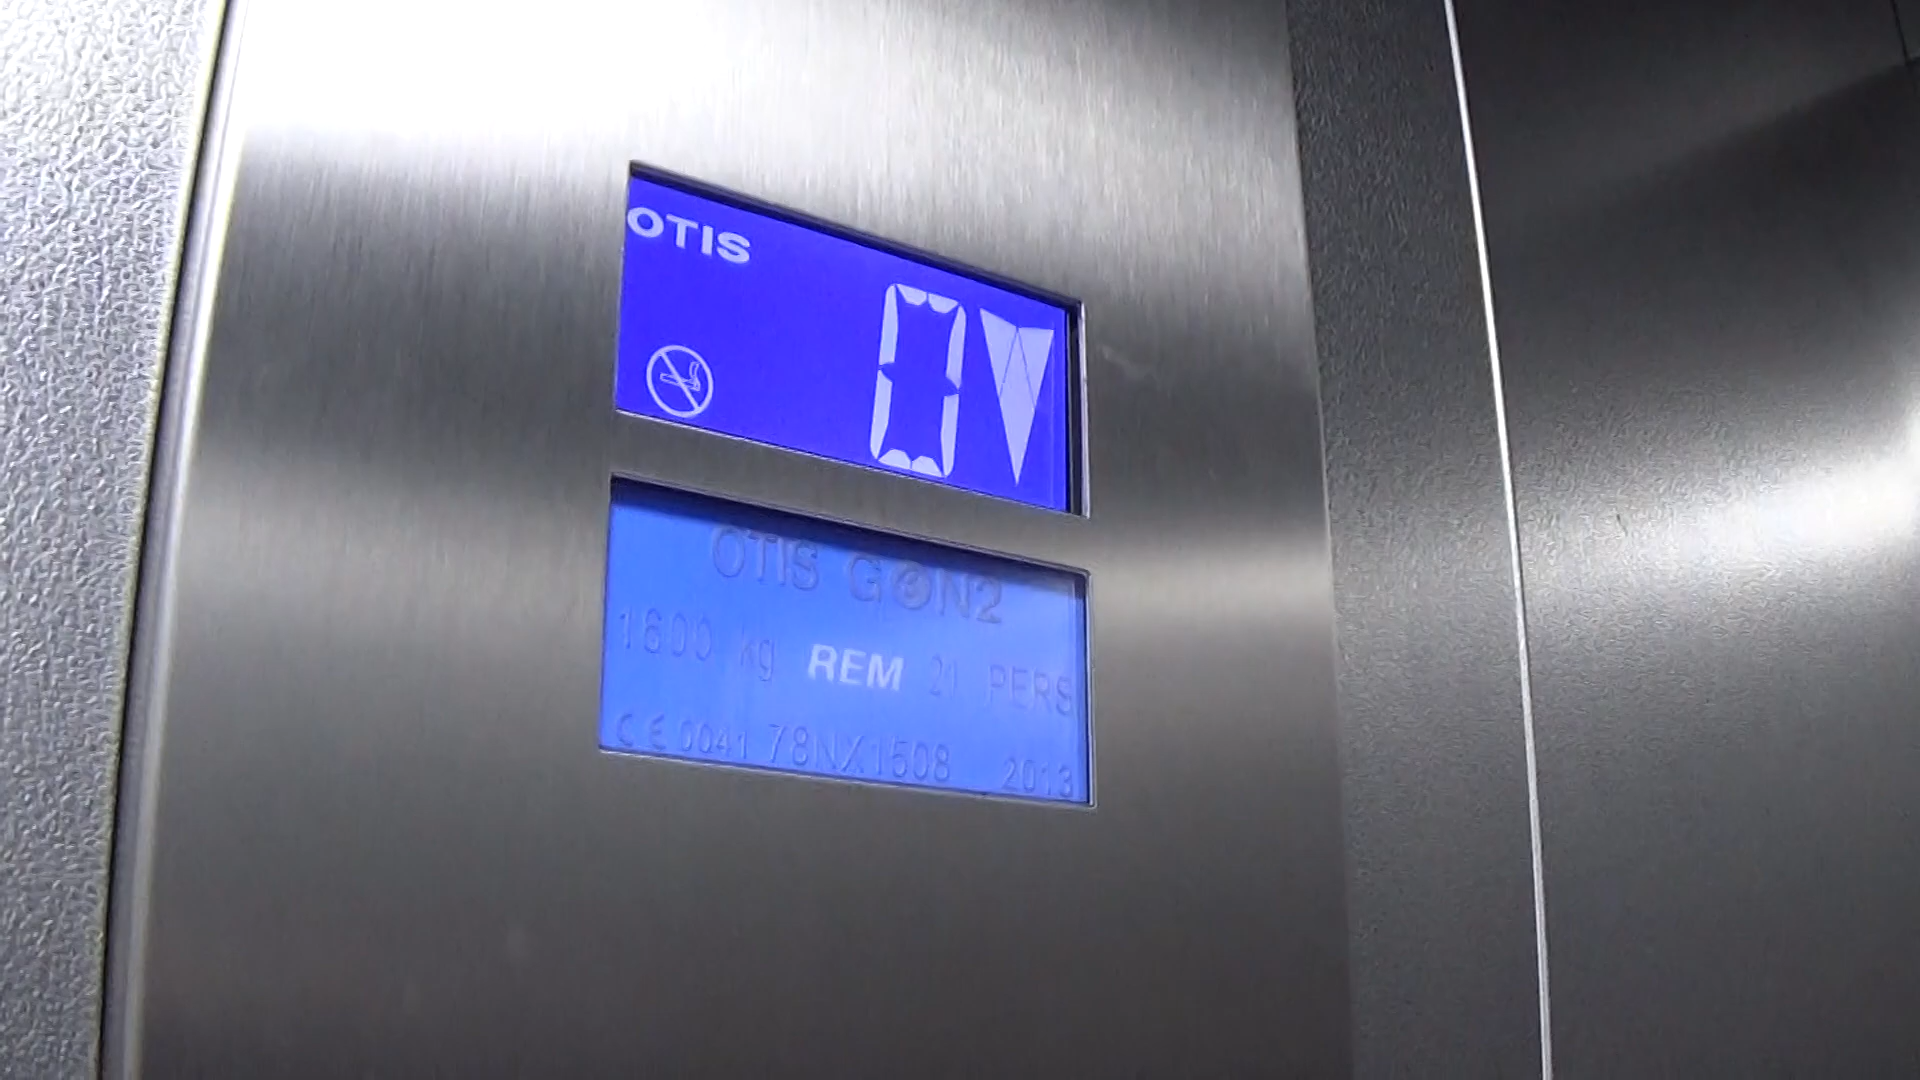 OTIS
0
OTIS GEN2
1600 kg REM 21 PERS
CE 0041 78NX1508 2013